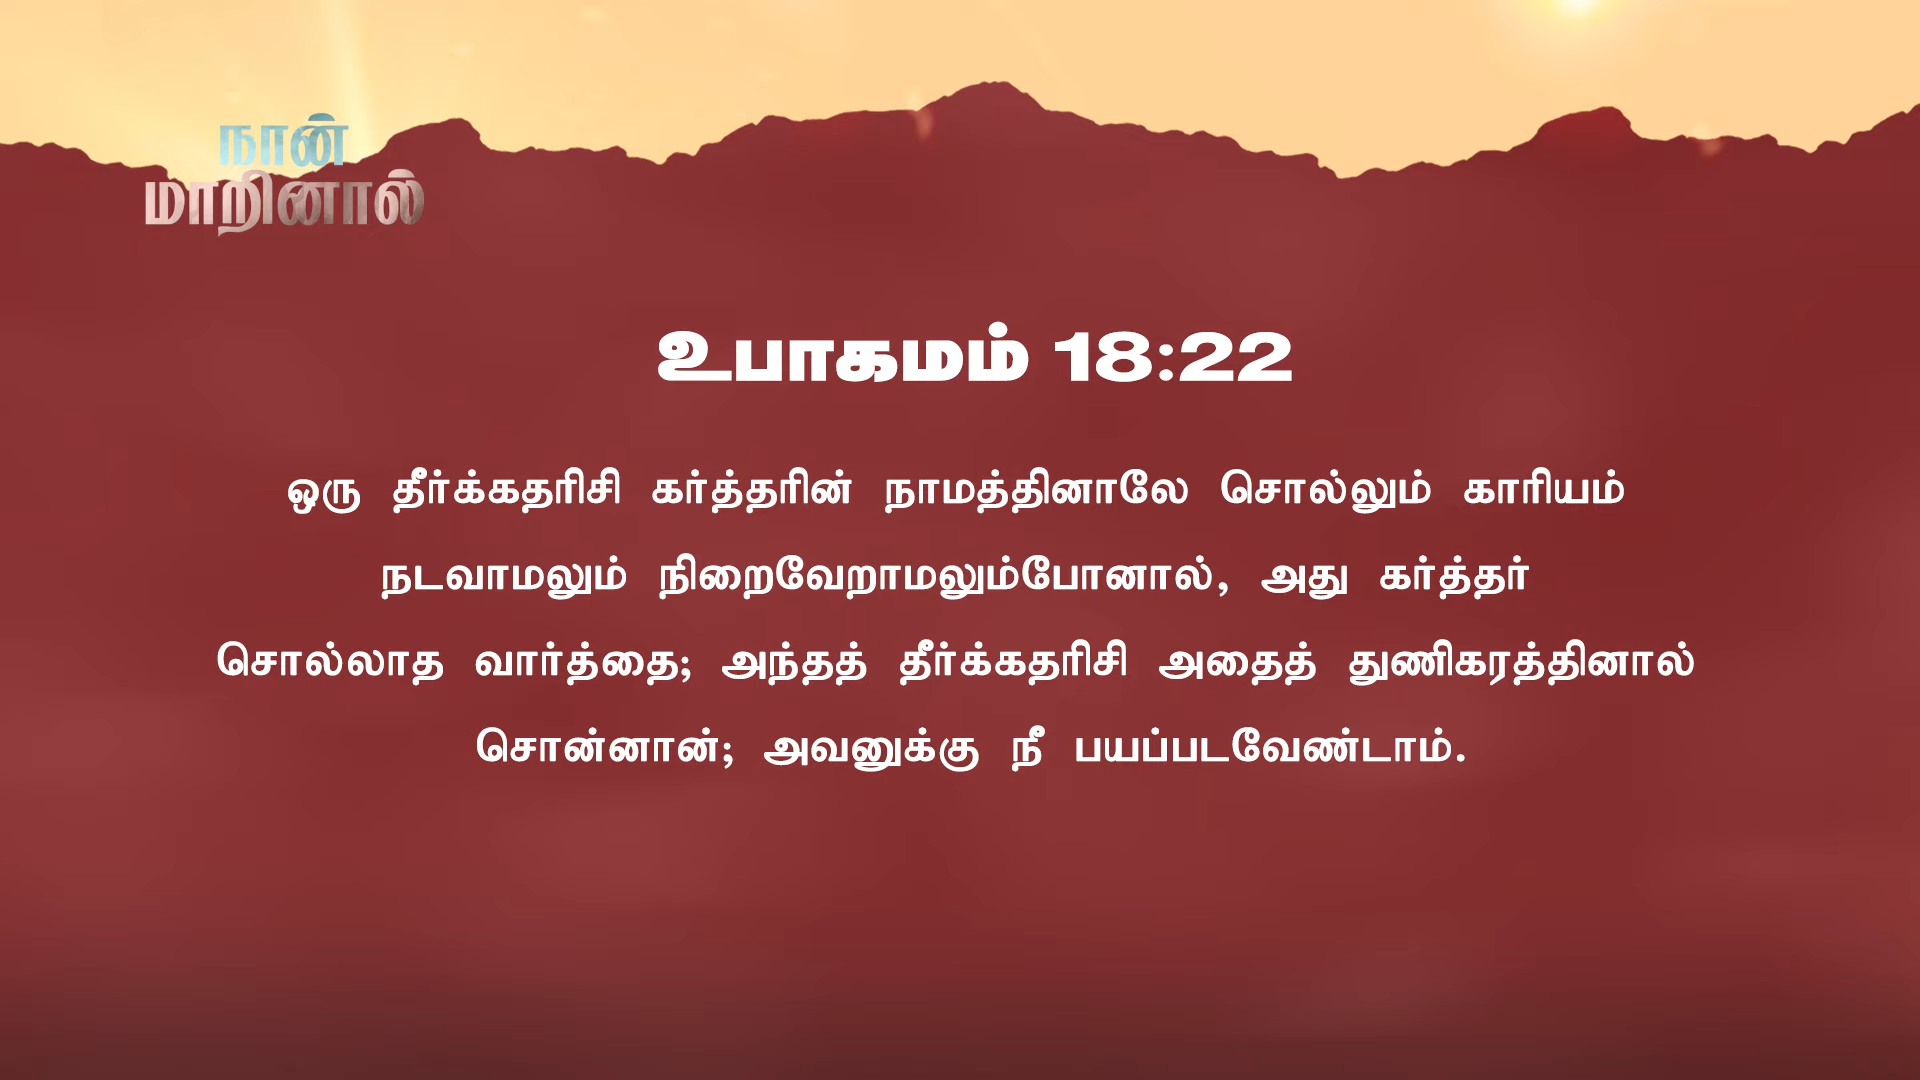 நான்
மாறினால்
உபாகமம் 18:22
ஒரு தீர்க்கதரிசி கர்த்தரின் நாமத்தினாலே சொல்லும் காரியம்
நடவாமலும் நிறைவேறாமலும்போனால், அது கர்த்தர்
சொல்லாத வார்த்தை; அந்தத் தீர்க்கதரிசி அதைத் துணிகரத்தினால்
சொன்னான்; அவனுக்கு நீ பயப்படவேண்டாம்.